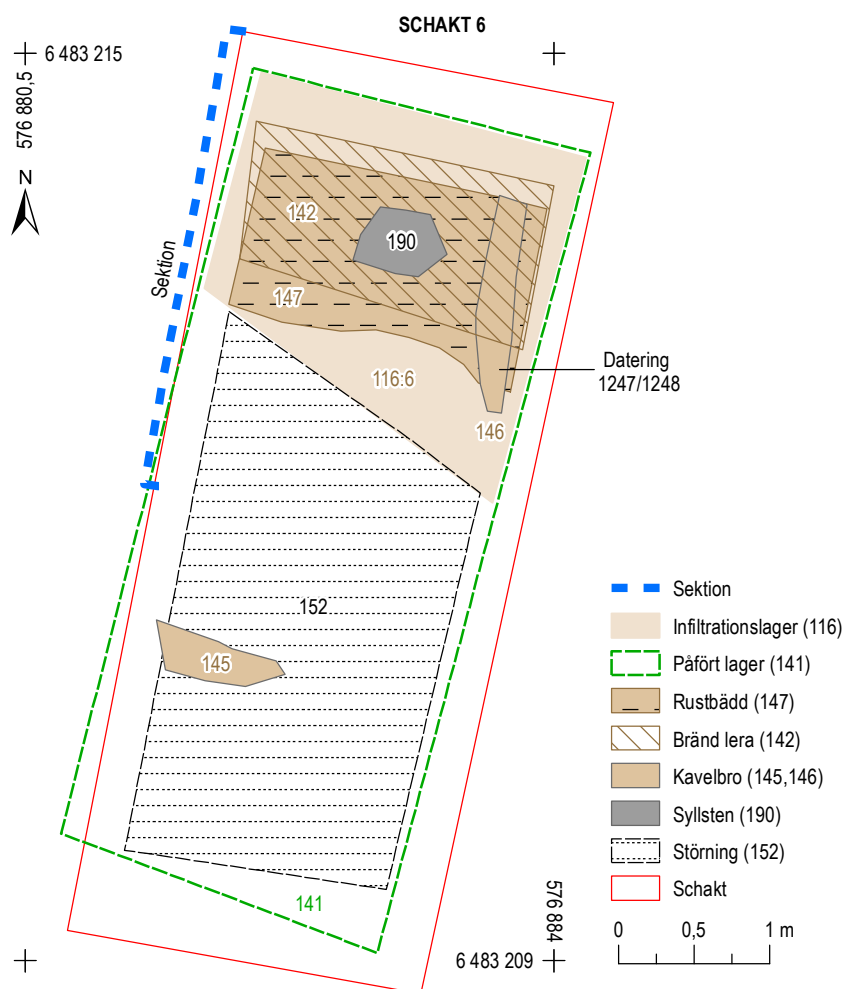 SCHAKT 6
6 483 215
576 880,5
N
Sektion
142
190
147
116:6
Datering
1247/1248
146
152
145
141
576 884
6 483 209
Sektion
Infiltrationslager (116)
Påfört lager (141)
Rustbädd (147)
Bränd lera (142)
Kavelbro (145,146)
Syllsten (190)
Störning (152)
Schakt
0 0,5 1 m